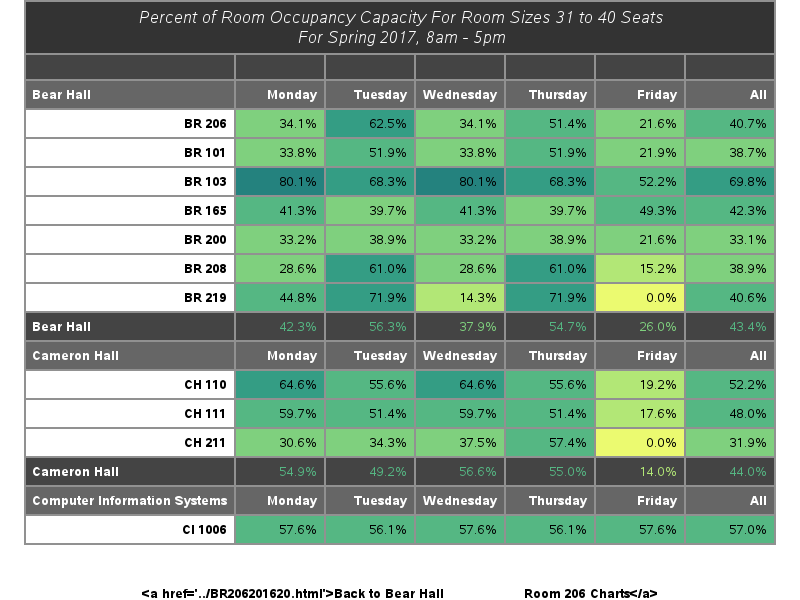 Percent of Room Occupancy Capacity For Room Sizes 31 to 40 Seats
For Spring 2017, 8am - 5pm
Bear Hall Monday Tuesday Wednesday Thursday Friday All
BR 206 34.1% 62.5% 34.1% 51.4% 21.6% 40.7%
BR 101 33.8% 51.9% 33.8% 51.9% 21.9% 38.7%
BR 103 80.1% 68.3% 80.1% 68.3% 52.2% 69.8%
BR 165 41.3% 39.7% 41.3% 39.7% 49.3% 42.3%
BR 200 33.2% 38.9% 33.2% 38.9% 21.6% 33.1%
BR 208 28.6% 61.0% 28.6% 61.0% 15.2% 38.9%
BR 219 44.8% 71.9% 14.3% 71.9% 0.0% 40.6%
Bear Hall 42.3% 56.3% 37.9% 54.7% 26.0% 43.4%
Cameron Hall Monday Tuesday Wednesday Thursday Friday All
CH 110 64.6% 55.6% 64.6% 55.6% 19.2% 52.2%
CH 111 59.7% 51.4% 59.7% 51.4% 17.6% 48.0%
CH 211 30.6% 34.3% 37.5% 57.4% 0.0% 31.9%
Cameron Hall 54.9% 49.2% 56.6% 55.0% 14.0% 44.0%
Computer Information Systems Monday Tuesday Wednesday Thursday Friday All
CI 1006 57.6% 56.1% 57.6% 56.1% 57.6% 57.0%
<a href='../BR206201620.html'>Back to Bear Hall Room 206 Charts</a>